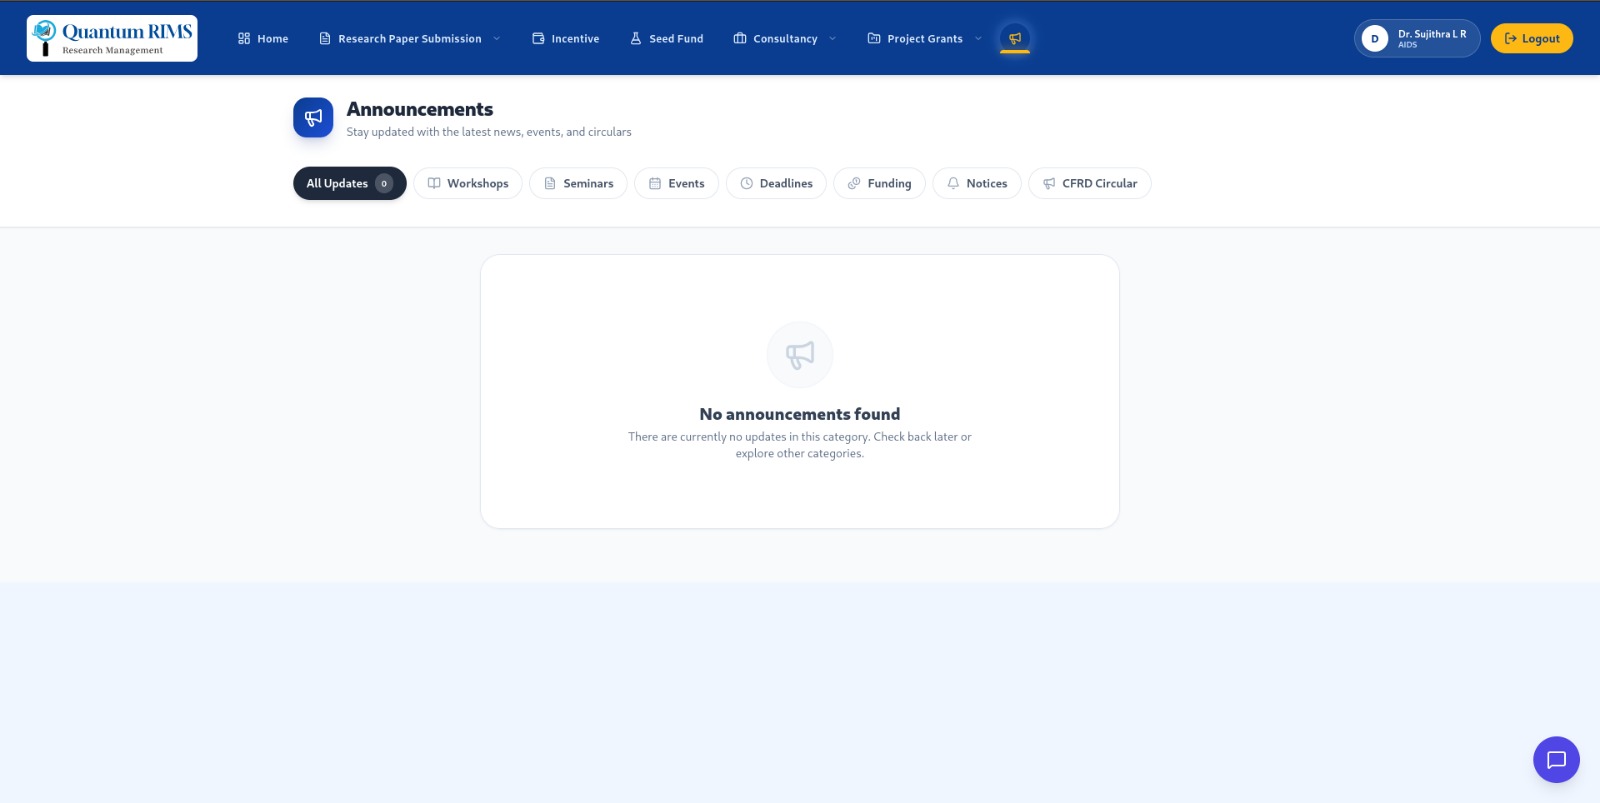 Quantum RIMS
Research Management
Home
Research Paper Submission
Incentive
Seed Fund
Consultancy
Project Grants
D
Dr. Sujithra L R
AIDS
Logout
Announcements
Stay updated with the latest news, events, and circulars
All Updates 0
Workshops
Seminars
Events
Deadlines
Funding
Notices
CFRD Circular
No announcements found
There are currently no updates in this category. Check back later or
explore other categories.